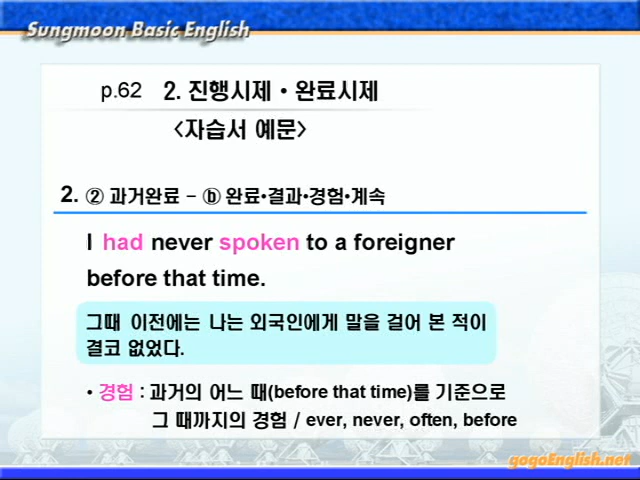 Sungmoon Basic English
p.62 2. 진행시제 • 완료시제
<자습서 예문>
2. ② 과거완료 – ⓑ 완료•결과•경험•계속
I had never spoken to a foreigner
before that time.
그때 이전에는 나는 외국인에게 말을 걸어 본 적이
결코 없었다.
• 경험 : 과거의 어느 때(before that time)를 기준으로
그 때까지의 경험 / ever, never, often, before
gogoEnglish.net